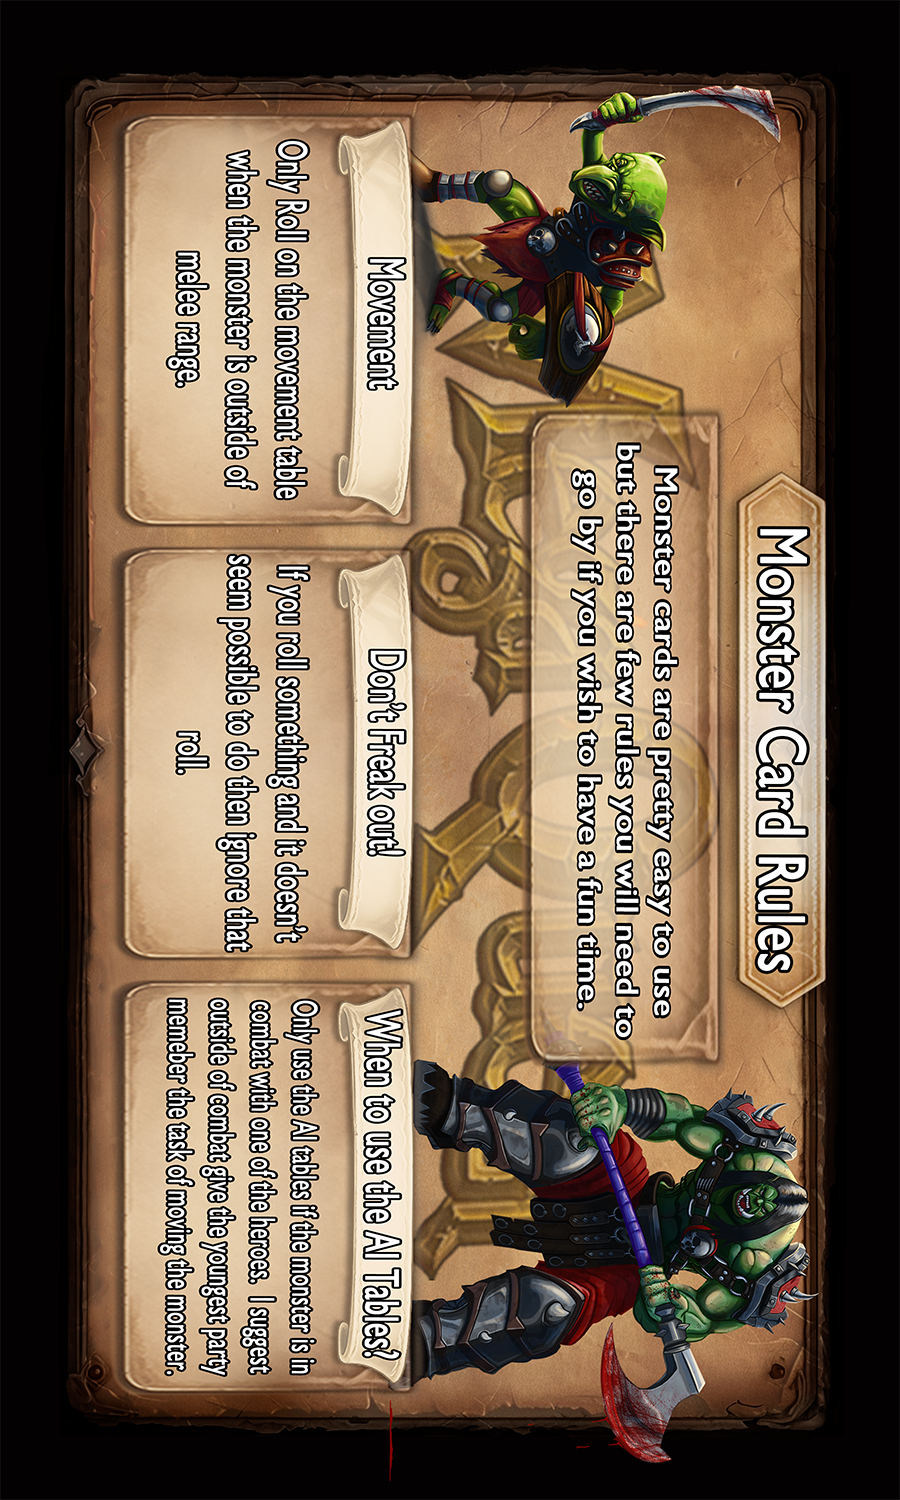 Monster Card Rules
Monster cards are pretty easy to use
but there are few rules you will need to
go by if you wish to have a fun time.
Movement
Only Roll on the movement table
when the monster is outside of
melee range.
Don't Freak out!
If you roll something and it doesn't
seem possible to do then ignore that
roll.
When to use the AI Tables?
Only use the AI tables if the monster is in
combat with one of the heroes. I suggest
outside of combat give the youngest party
memeber the task of moving the monster.